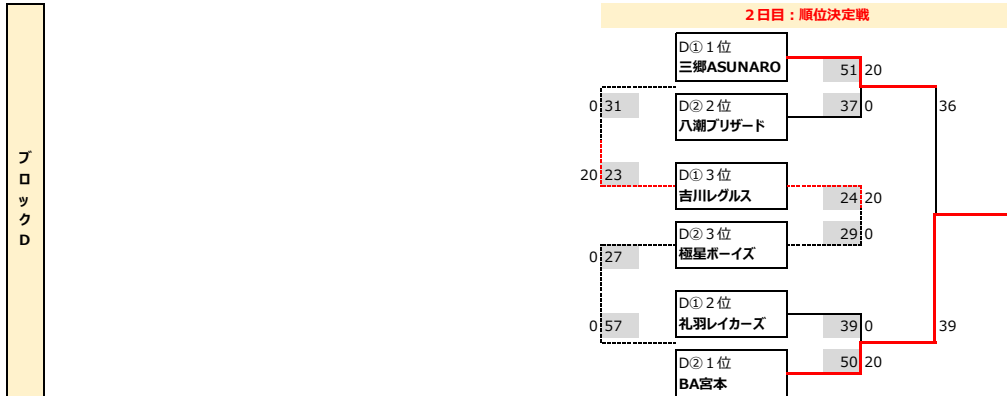 2日目：順位決定戦
D①１位
三郷ASUNARO
51 20
0 31
D②２位
八潮ブリザード
37 0
36
ブロックD
20 23
D①３位
吉川レグルス
24 20
D②３位
極星ボーイズ
29 0
0 27
D①２位
礼羽レイカーズ
0 57
39 0
39
D②１位
BA宮本
50 20